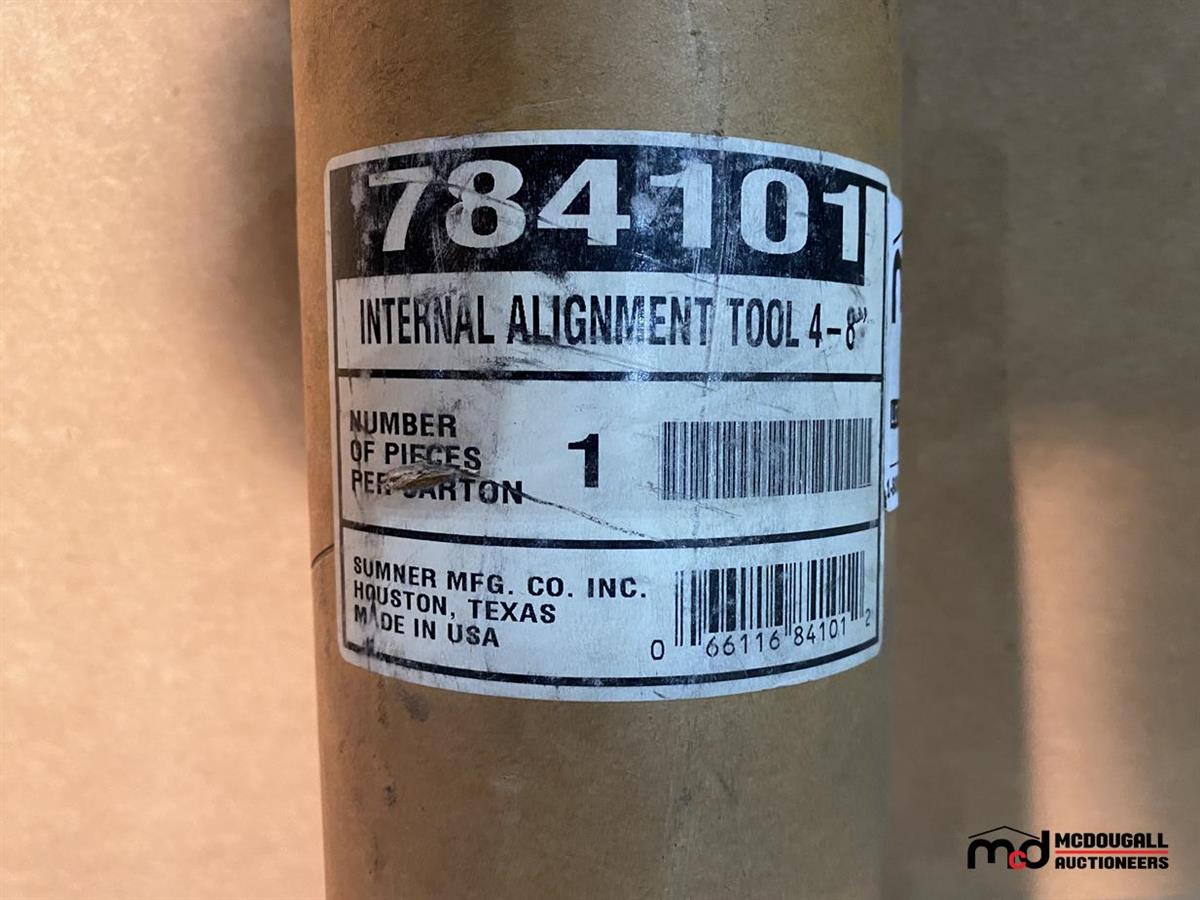 784101
INTERNAL ALIGNMENT TOOL 4-8"
NUMBER
OF PIECES
PER CARTON
1
SUMNER MFG. CO. INC.
HOUSTON, TEXAS
MADE IN USA
0 66116 84101 2
mcd MCDOUGALL
AUCTIONEERS